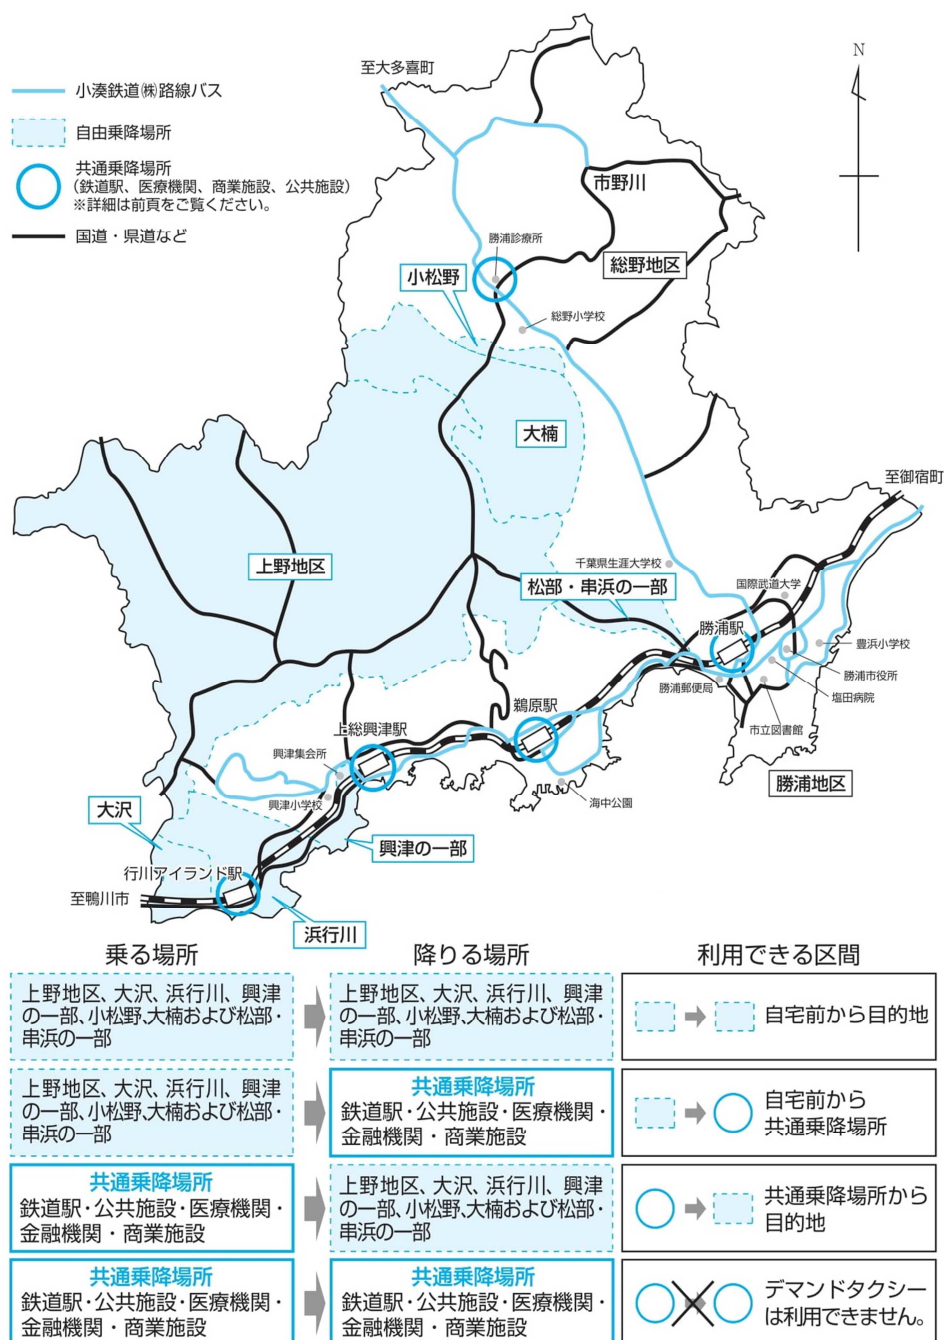 至大多喜町
N
小湊鉄道㈱路線バス
自由乗降場所
共通乗降場所
(鉄道駅、医療機関、商業施設、公共施設)
※詳細は前頁をご覧ください。
国道・県道など
市野川
勝浦診療所
総野地区
小松野
総野小学校
大楠
至御宿町
上野地区
千葉県生涯大学校
松部・串浜の一部
国際武道大学
勝浦駅
豊浜小学校
勝浦市役所
勝浦郵便局
塩田病院
鵜原駅
市立図書館
上総興津駅
興津集会所
勝浦地区
興津小学校
海中公園
大沢
興津の一部
行川アイランド駅
至鴨川市
浜行川
乗る場所
降りる場所
利用できる区間
上野地区、大沢、浜行川、興津
の一部、小松野、大楠および松部・
串浜の一部
上野地区、大沢、浜行川、興津
の一部、小松野、大楠および松部・
串浜の一部
自宅前から目的地
上野地区、大沢、浜行川、興津
の一部、小松野、大楠および松部・
串浜の一部
共通乗降場所
鉄道駅・公共施設・医療機関・
金融機関・商業施設
自宅前から
共通乗降場所
共通乗降場所
鉄道駅・公共施設・医療機関・
金融機関・商業施設
上野地区、大沢、浜行川、興津
の一部、小松野、大楠および松部・
串浜の一部
共通乗降場所から
目的地
共通乗降場所
鉄道駅・公共施設・医療機関・
金融機関・商業施設
共通乗降場所
鉄道駅・公共施設・医療機関・
金融機関・商業施設
デマンドタクシー
は利用できません。